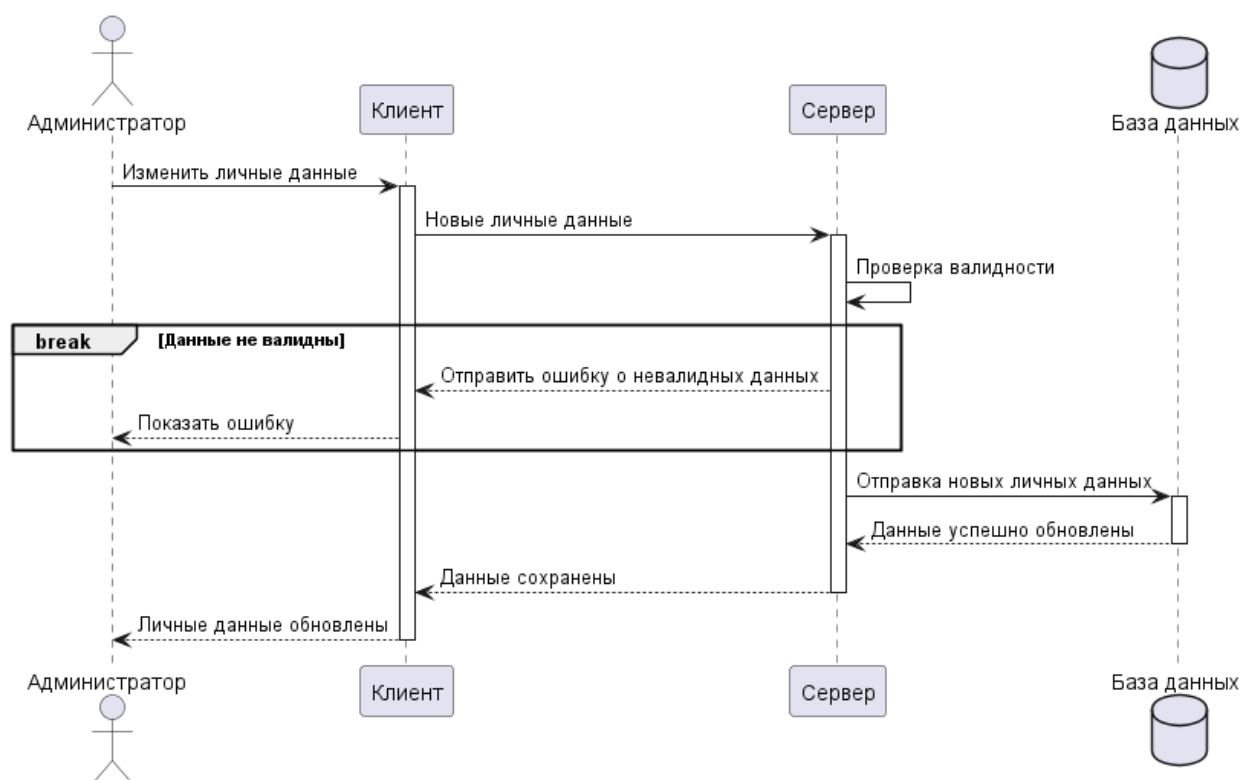 Администратор
Клиент
Сервер
База данных
Изменить личные данные
Новые личные данные
Проверка валидности
break
[Данные не валидны]
Отправить ошибку о невалидных данных
Показать ошибку
Отправка новых личных данных
Данные успешно обновлены
Данные сохранены
Личные данные обновлены
Администратор
Клиент
Сервер
База данных